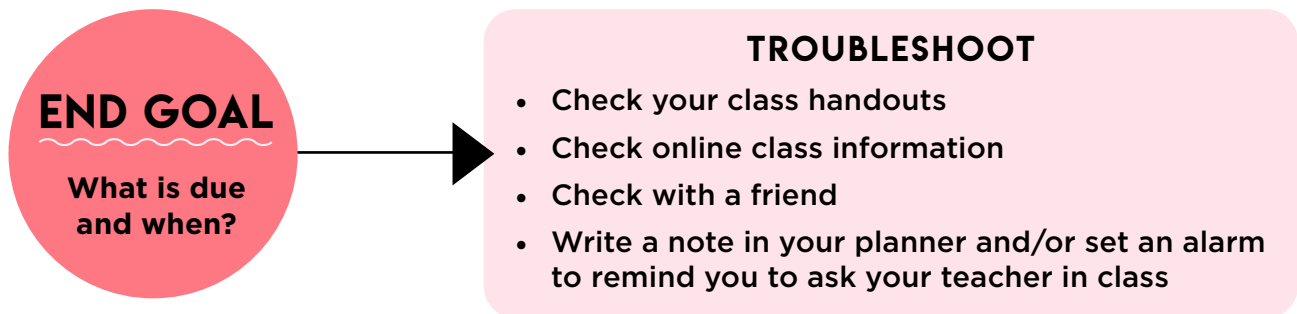 END GOAL
What is due
and when?
TROUBLESHOOT
• Check your class handouts
• Check online class information
• Check with a friend
• Write a note in your planner and/or set an alarm
to remind you to ask your teacher in class